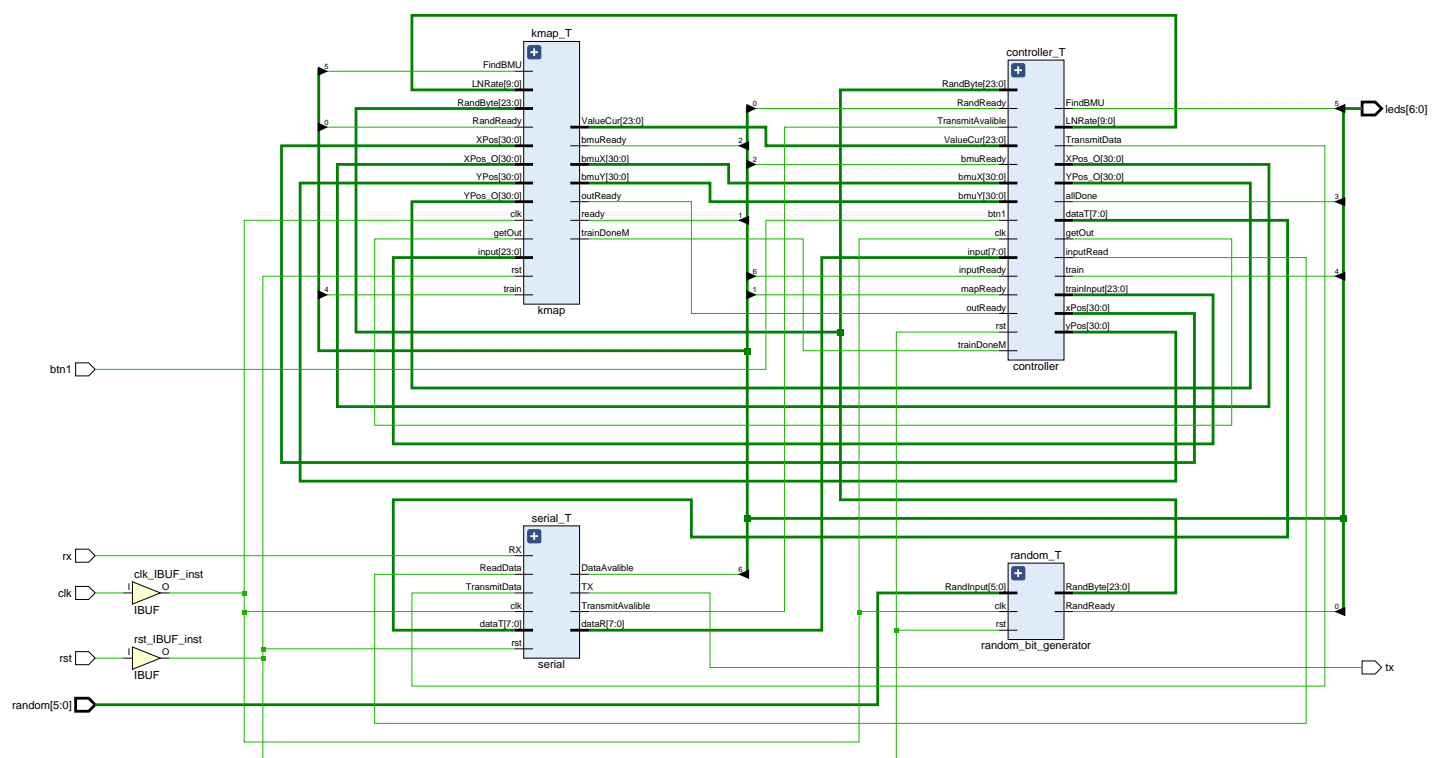 kmap_T
FindBMU
LNRate[9:0]
RandByte[23:0]
RandReady
XPos[30:0]
XPos_O[30:0]
YPos[30:0]
YPos_O[30:0]
clk
getOut
input[23:0]
rst
train
ValueCur[23:0]
bmuReady
bmuX[30:0]
bmuY[30:0]
outReady
ready
trainDoneM
kmap
5
0
4
2
1
controller_T
RandByte[23:0]
RandReady
TransmitAvalible
ValueCur[23:0]
bmuReady
bmuX[30:0]
bmuY[30:0]
btn1
clk
input[7:0]
inputReady
mapReady
outReady
rst
trainDoneM
FindBMU
LNRate[9:0]
TransmitData
XPos_O[30:0]
YPos_O[30:0]
allDone
dataT[7:0]
getOut
inputRead
train
trainInput[23:0]
xPos[30:0]
yPos[30:0]
controller
0
2
6
1
5
3
4
leds[6:0]
btn1
serial_T
RX
ReadData
TransmitData
clk
dataT[7:0]
rst
DataAvalible
TX
TransmitAvalible
dataR[7:0]
serial
6
random_T
RandInput[5:0]
clk
rst
RandByte[23:0]
RandReady
random_bit_generator
0
rx
clk
clk_IBUF_inst
I
O
IBUF
rst
rst_IBUF_inst
I
O
IBUF
random[5:0]
tx